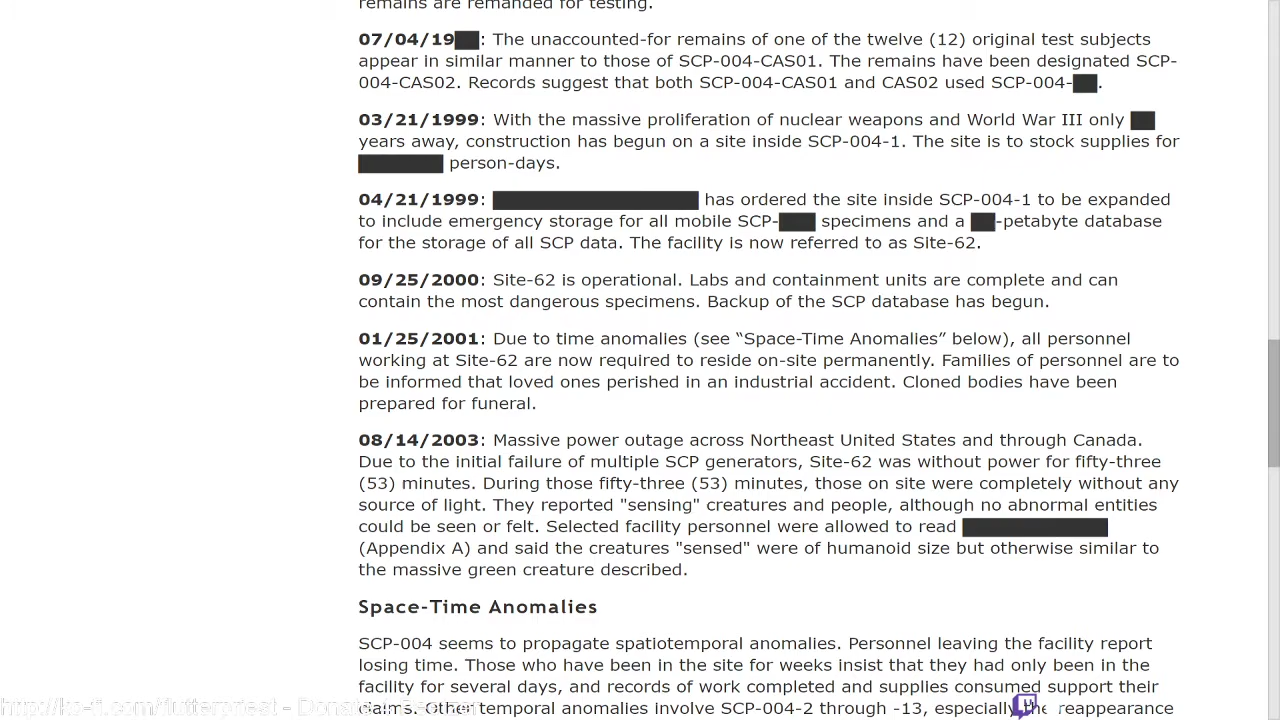 remains are remanded for testing.
07/04/19██: The unaccounted-for remains of one of the twelve (12) original test subjects
appear in similar manner to those of SCP-004-CAS01. The remains have been designated SCP-
004-CAS02. Records suggest that both SCP-004-CAS01 and CAS02 used SCP-004-██.
03/21/1999: With the massive proliferation of nuclear weapons and World War III only ██
years away, construction has begun on a site inside SCP-004-1. The site is to stock supplies for
███████ person-days.
04/21/1999: █████████████████ has ordered the site inside SCP-004-1 to be expanded
to include emergency storage for all mobile SCP-███ specimens and a ██-petabyte database
for the storage of all SCP data. The facility is now referred to as Site-62.
09/25/2000: Site-62 is operational. Labs and containment units are complete and can
contain the most dangerous specimens. Backup of the SCP database has begun.
01/25/2001: Due to time anomalies (see “Space-Time Anomalies” below), all personnel
working at Site-62 are now required to reside on-site permanently. Families of personnel are to
be informed that loved ones perished in an industrial accident. Cloned bodies have been
prepared for funeral.
08/14/2003: Massive power outage across Northeast United States and through Canada.
Due to the initial failure of multiple SCP generators, Site-62 was without power for fifty-three
(53) minutes. During those fifty-three (53) minutes, those on site were completely without any
source of light. They reported "sensing" creatures and people, although no abnormal entities
could be seen or felt. Selected facility personnel were allowed to read ████████████
(Appendix A) and said the creatures "sensed" were of humanoid size but otherwise similar to
the massive green creature described.
Space-Time Anomalies
SCP-004 seems to propagate spatiotemporal anomalies. Personnel leaving the facility report
losing time. Those who have been in the site for weeks insist that they had only been in the
facility for several days, and records of work completed and supplies consumed support their
claims. Other temporal anomalies involve SCP-004-2 through -13, especially the reappearance